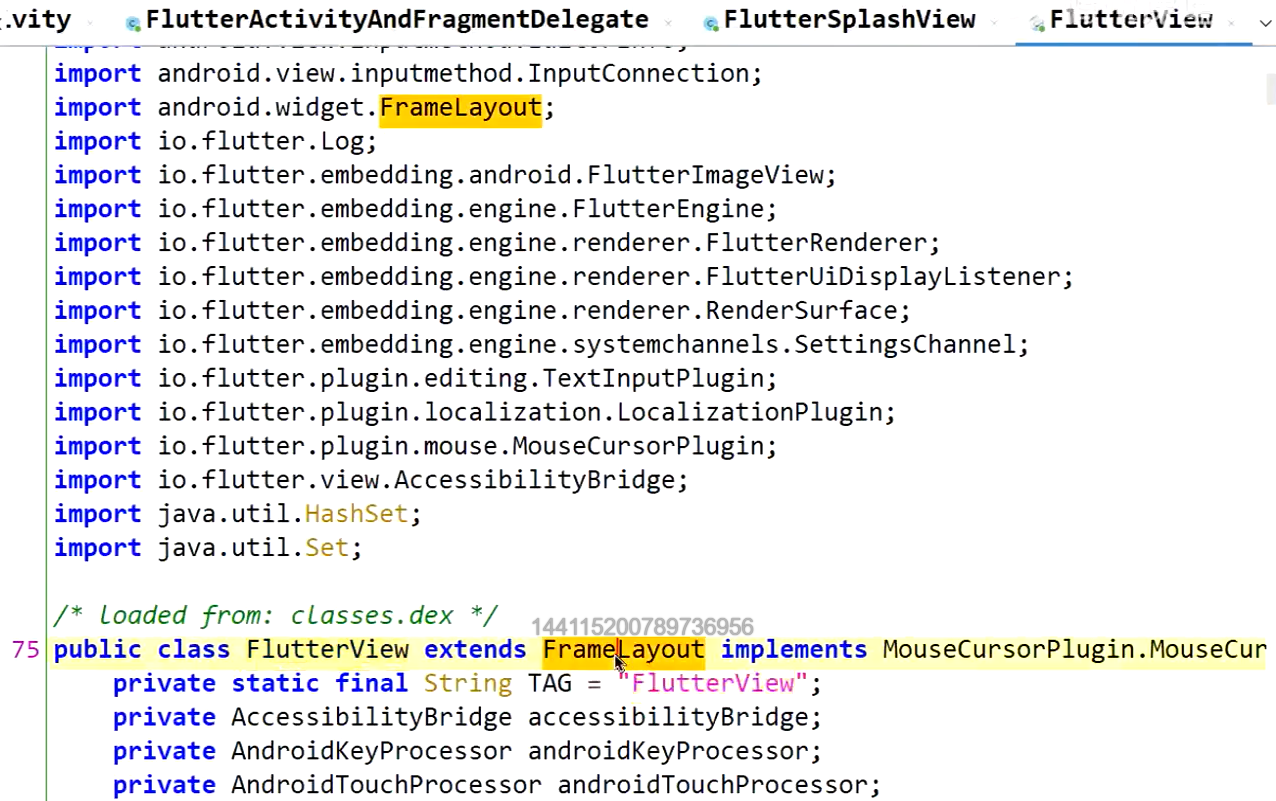 .vity FlutterActivityAndFragmentDelegate FlutterSplashView FlutterView
import android.view.inputmethod.EditorInfo;
import android.view.inputmethod.InputConnection;
import android.widget.FrameLayout;
import io.flutter.Log;
import io.flutter.embedding.android.FlutterImageView;
import io.flutter.embedding.engine.FlutterEngine;
import io.flutter.embedding.engine.renderer.FlutterRenderer;
import io.flutter.embedding.engine.renderer.FlutterUiDisplayListener;
import io.flutter.embedding.engine.renderer.RenderSurface;
import io.flutter.embedding.engine.systemchannels.SettingsChannel;
import io.flutter.plugin.editing.TextInputPlugin;
import io.flutter.plugin.localization.LocalizationPlugin;
import io.flutter.plugin.mouse.MouseCursorPlugin;
import io.flutter.view.AccessibilityBridge;
import java.util.HashSet;
import java.util.Set;
/* loaded from: classes.dex */
144115200789736956
75 public class FlutterView extends FrameLayout implements MouseCursorPlugin.MouseCur
private static final String TAG = "FlutterView";
private AccessibilityBridge accessibilityBridge;
private AndroidKeyProcessor androidKeyProcessor;
private AndroidTouchProcessor androidTouchProcessor;